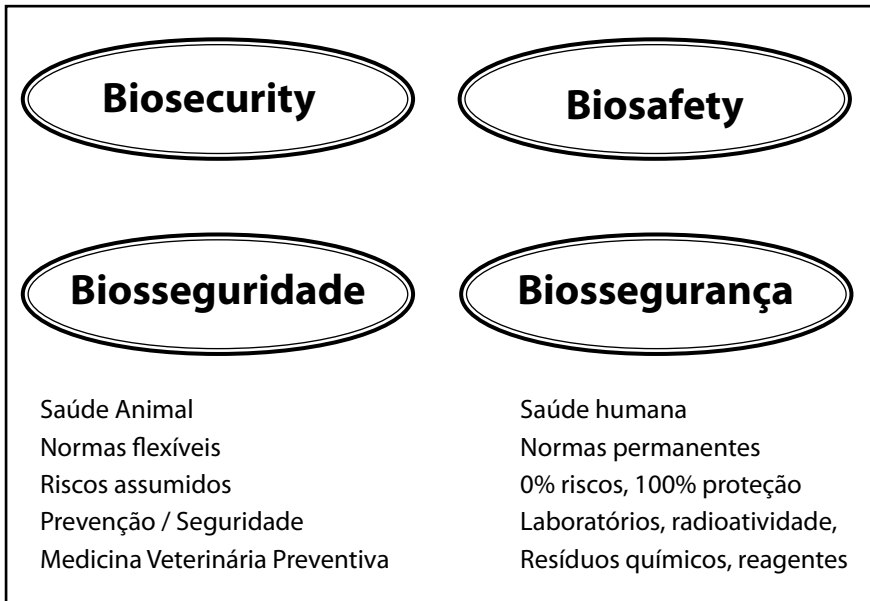 Biosecurity
Biosafety
Biosseguridade
Biossegurança
Saúde Animal
Normas flexíveis
Riscos assumidos
Prevenção / Seguridade
Medicina Veterinária Preventiva
Saúde humana
Normas permanentes
0% riscos, 100% proteção
Laboratórios, radioatividade,
Resíduos químicos, reagentes